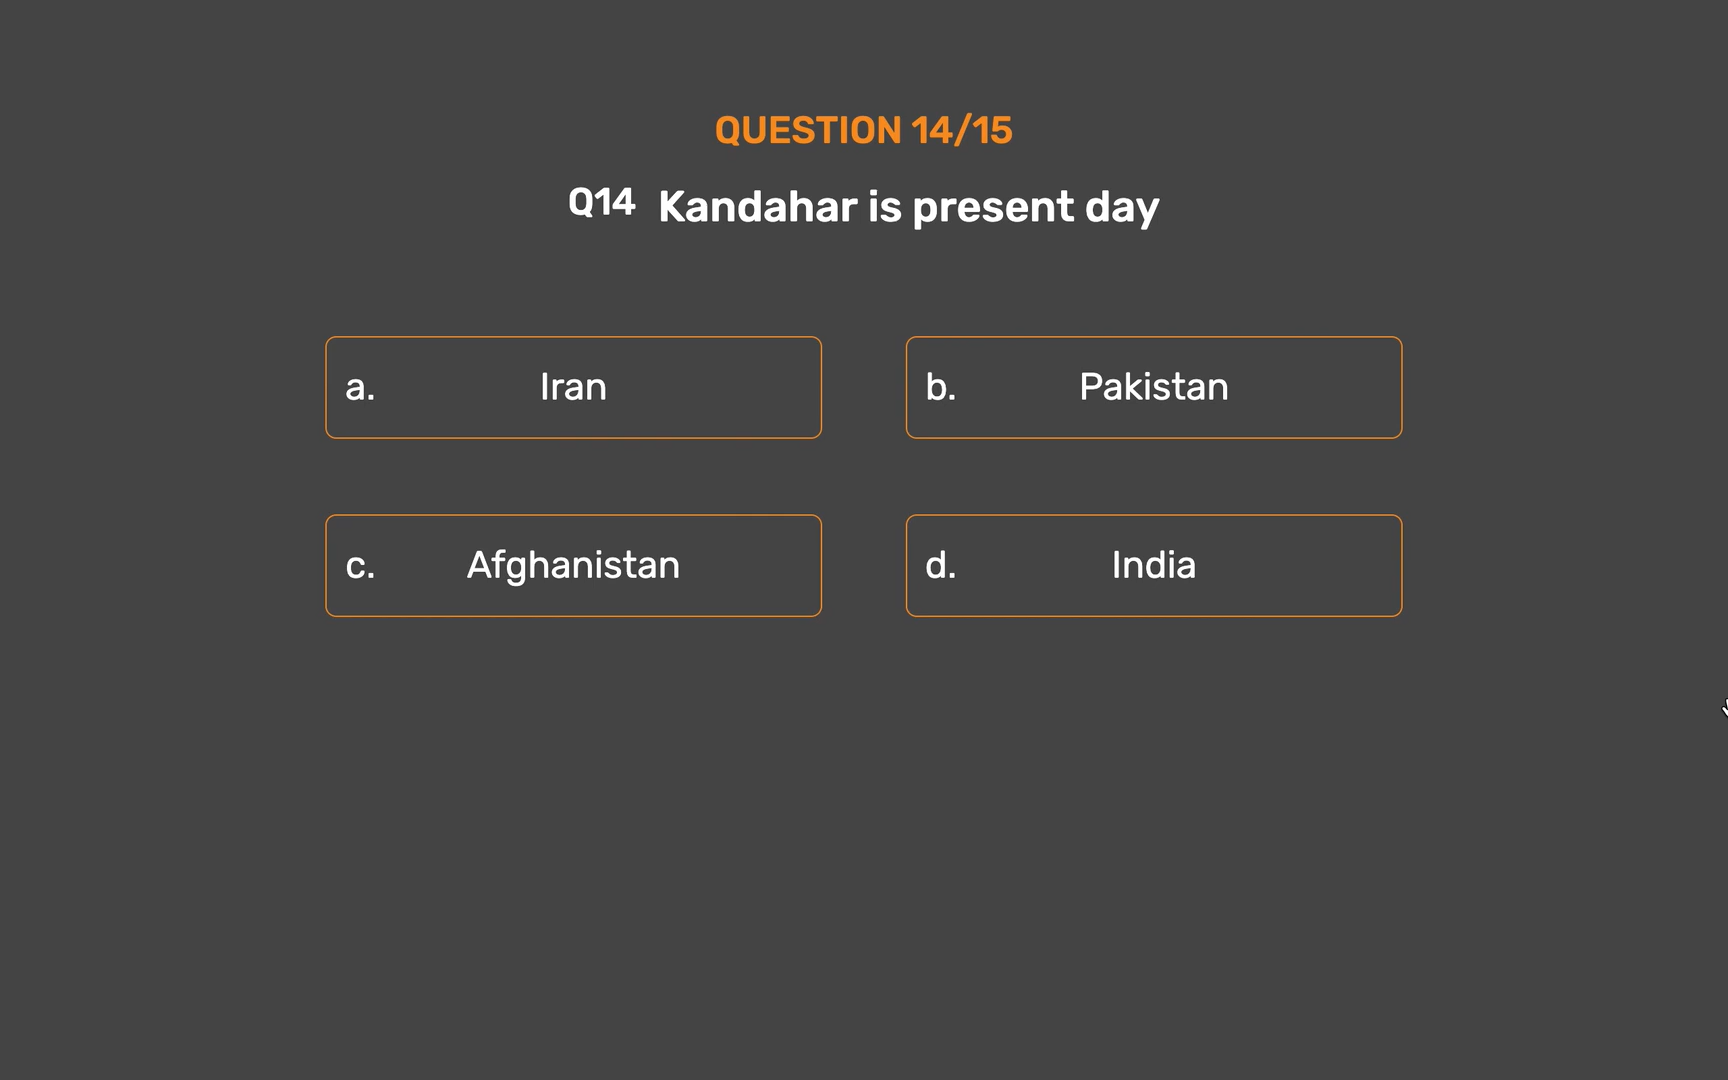 QUESTION 14/15
Q14 Kandahar is present day
a. Iran
b. Pakistan
c. Afghanistan
d. India